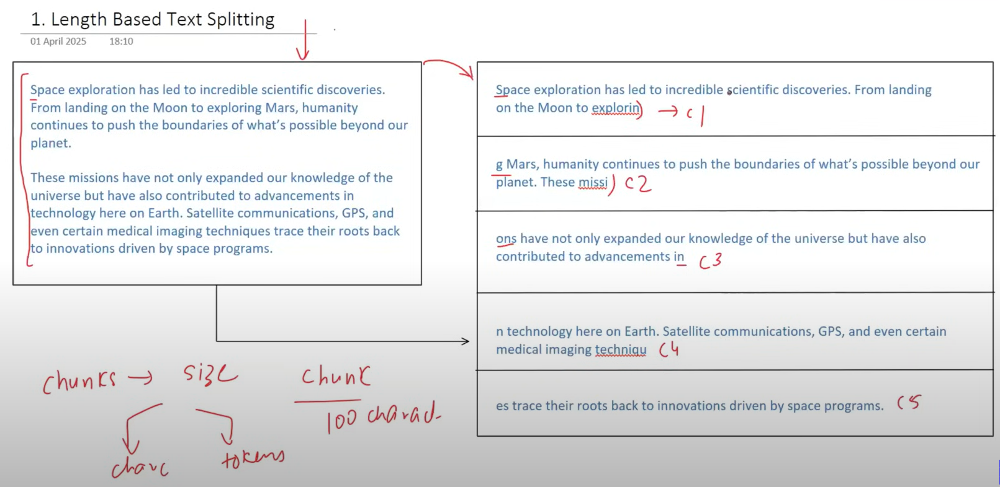 1. Length Based Text Splitting
01 April 2025 18:10
Space exploration has led to incredible scientific discoveries.
From landing on the Moon to exploring Mars, humanity
continues to push the boundaries of what's possible beyond our
planet.
These missions have not only expanded our knowledge of the
universe but have also contributed to advancements in
technology here on Earth. Satellite communications, GPS, and
even certain medical imaging techniques trace their roots back
to innovations driven by space programs.
Space exploration has led to incredible scientific discoveries. From landing
on the Moon to explorin) → c1
g Mars, humanity continues to push the boundaries of what's possible beyond our
planet. These missi) C2
ons have not only expanded our knowledge of the universe but have also
contributed to advancements in C3
n technology here on Earth. Satellite communications, GPS, and even certain
medical imaging techniqu C4
es trace their roots back to innovations driven by space programs. C5
chunks → size
charc tokens
chunk
100 charact.